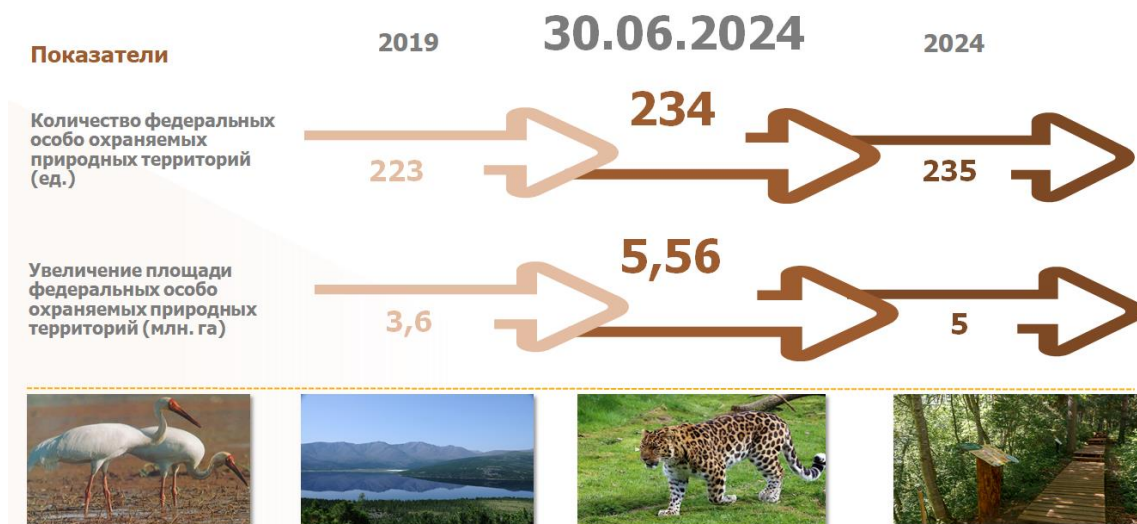 Показатели
2019
30.06.2024
2024
Количество федеральных
особо охраняемых
природных территорий
(ед.)
223
234
235
Увеличение площади
федеральных особо
охраняемых природных
территорий (млн. га)
3,6
5,56
5